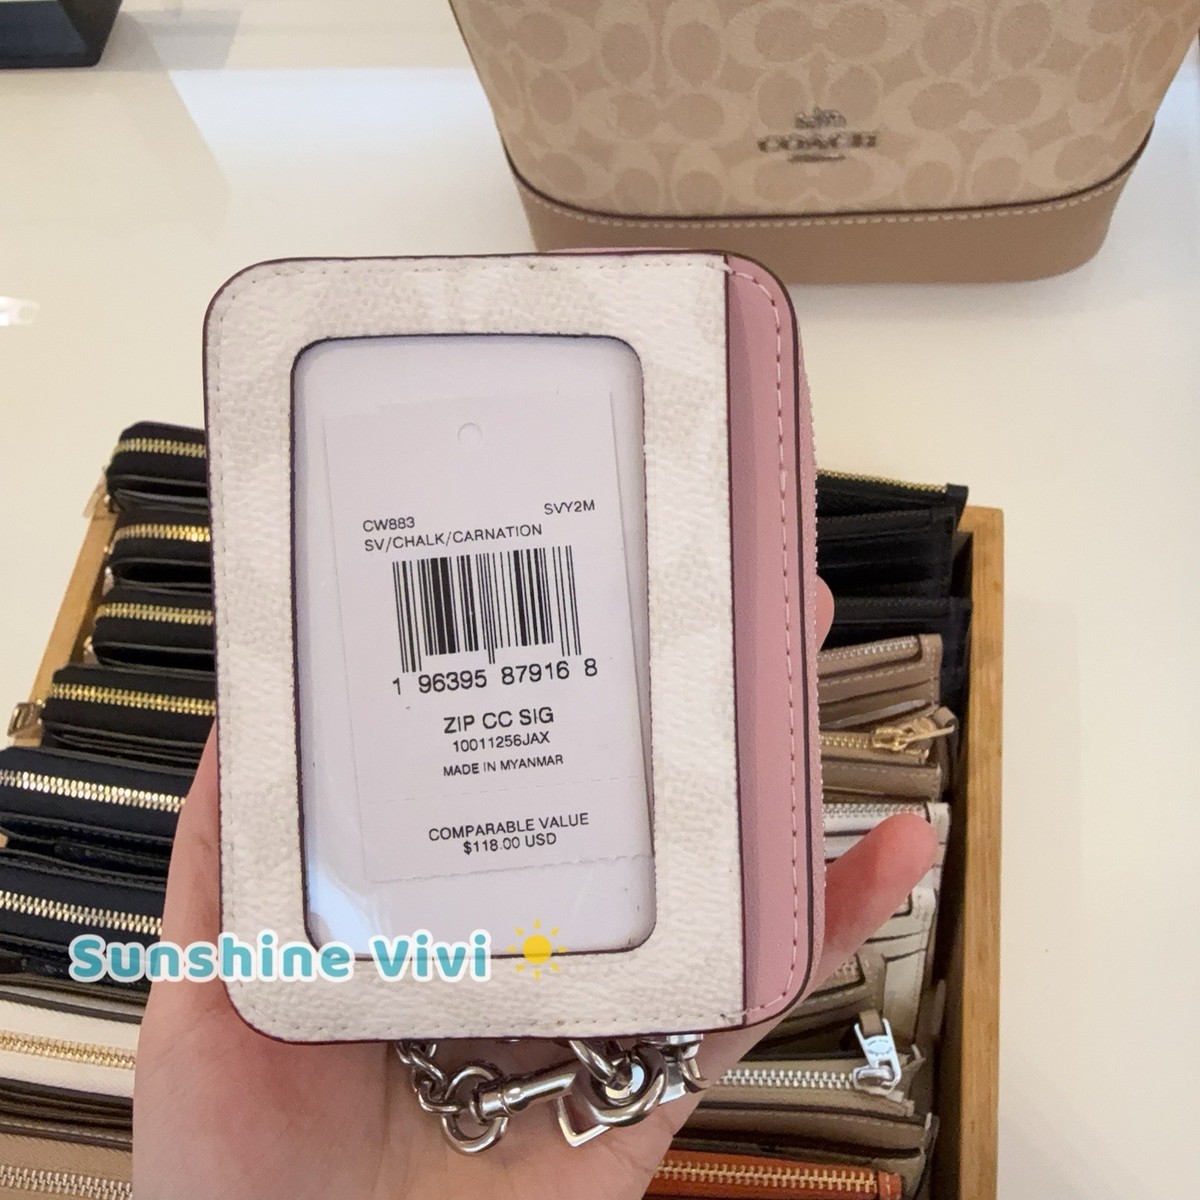 COACH
CW883 SVY2M
SV/CHALK/CARNATION
1 96395 87916 8
ZIP CC SIG
10011256JAX
MADE IN MYANMAR
COMPARABLE VALUE
$118.00 USD
Sunshine Vivi